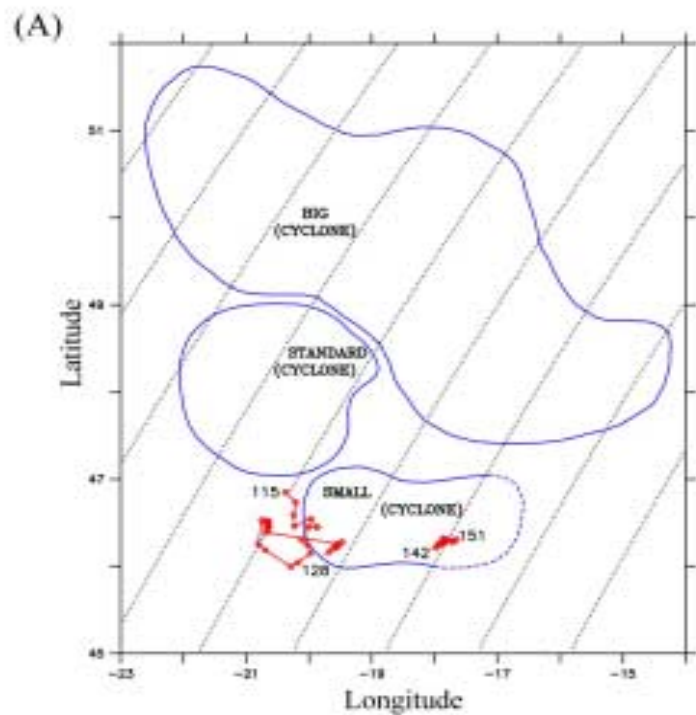 (A)
51
BIG
(CYCLONE)
49
STANDARD
(CYCLONE)
Latitude
47
115
SMALL
(CYCLONE)
151
142
128
45
-23
-21
-19
-17
-15
Longitude